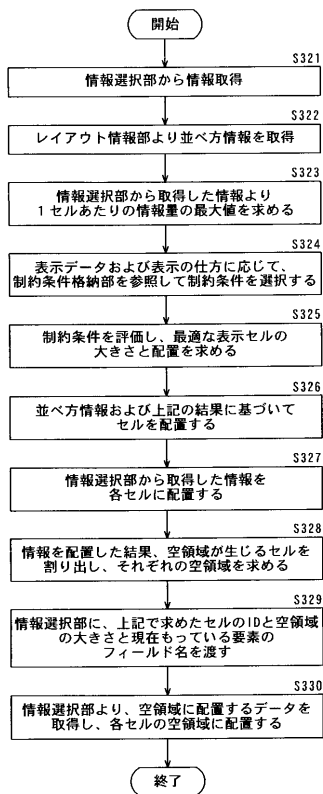 開始
S321
情報選択部から情報取得
S322
レイアウト情報部より並べ方情報を取得
S323
情報選択部から取得した情報より
1セルあたりの情報量の最大値を求める
S324
表示データおよび表示の仕方に応じて、
制約条件格納部を参照して制約条件を選択する
S325
制約条件を評価し、最適な表示セルの
大きさと配置を求める
S326
並べ方情報および上記の結果に基づいて
セルを配置する
S327
情報選択部から取得した情報を
各セルに配置する
S328
情報を配置した結果、空領域が生じるセルを
割り出し、それぞれの空領域を求める
S329
情報選択部に、上記で求めたセルのIDと空領域
の大きさと現在もっている要素の
フィールド名を渡す
S330
情報選択部より、空領域に配置するデータを
取得し、各セルの空領域に配置する
終了